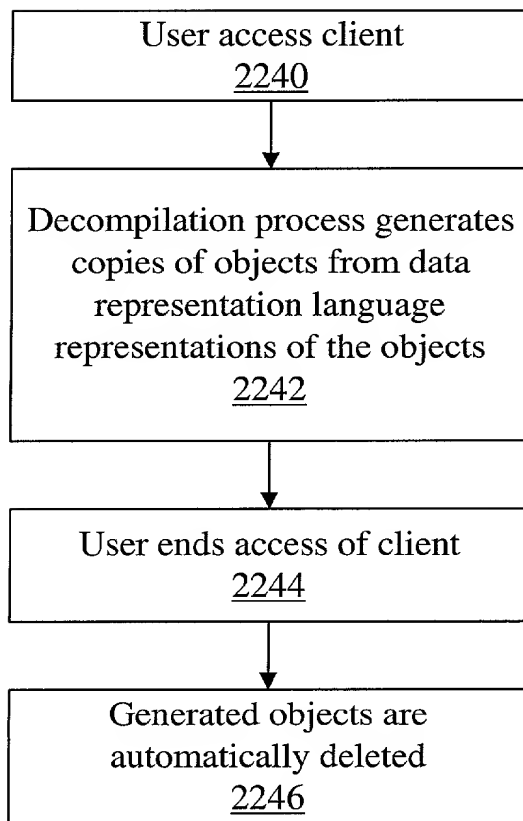 User access client
2240
Decompilation process generates
copies of objects from data
representation language
representations of the objects
2242
User ends access of client
2244
Generated objects are
automatically deleted
2246